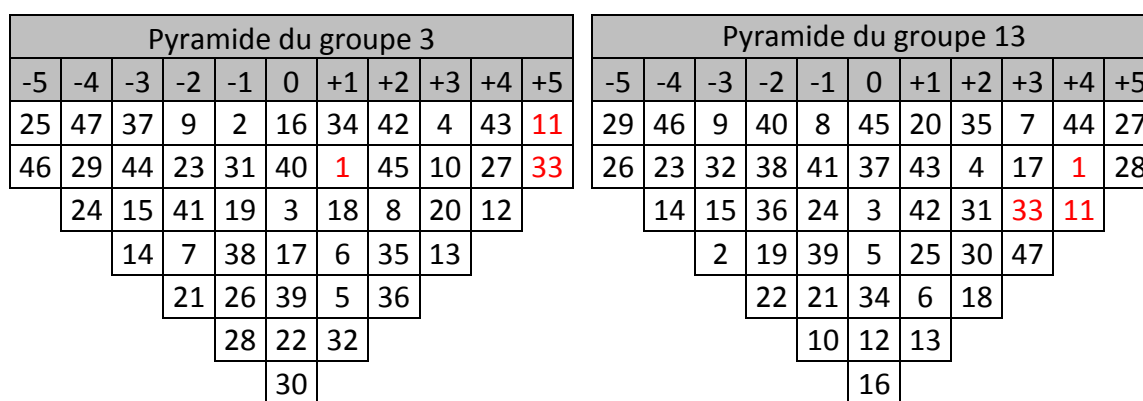 Pyramide du groupe 3
-5 -4 -3 -2 -1 0 +1 +2 +3 +4 +5
25 47 37 9 2 16 34 42 4 43 11
46 29 44 23 31 40 1 45 10 27 33
24 15 41 19 3 18 8 20 12
14 7 38 17 6 35 13
21 26 39 5 36
28 22 32
30
Pyramide du groupe 13
-5 -4 -3 -2 -1 0 +1 +2 +3 +4 +5
29 46 9 40 8 45 20 35 7 44 27
26 23 32 38 41 37 43 4 17 1 28
14 15 36 24 3 42 31 33 11
2 19 39 5 25 30 47
22 21 34 6 18
10 12 13
16